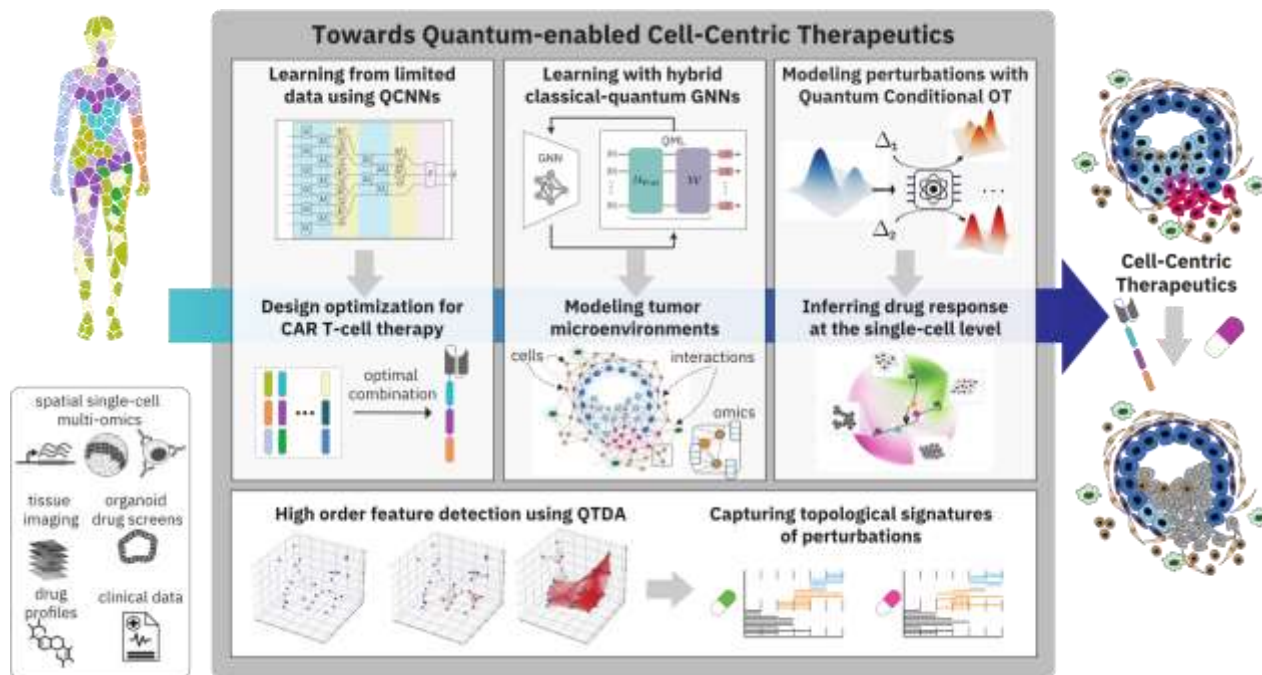 Towards Quantum-enabled Cell-Centric Therapeutics
Learning from limited
data using QCNNs
Learning with hybrid
classical-quantum GNNs
Modeling perturbations with
Quantum Conditional OT
GNN
QML
Δ₁
Δ₂
Design optimization for
CAR T-cell therapy
Modeling tumor
microenvironments
Inferring drug response
at the single-cell level
optimal
combination
cells
interactions
omics
High order feature detection using QTDA
Capturing topological signatures
of perturbations
spatial single-cell
multi-omics
tissue
imaging
organoid
drug screens
drug
profiles
clinical data
Cell-Centric
Therapeutics